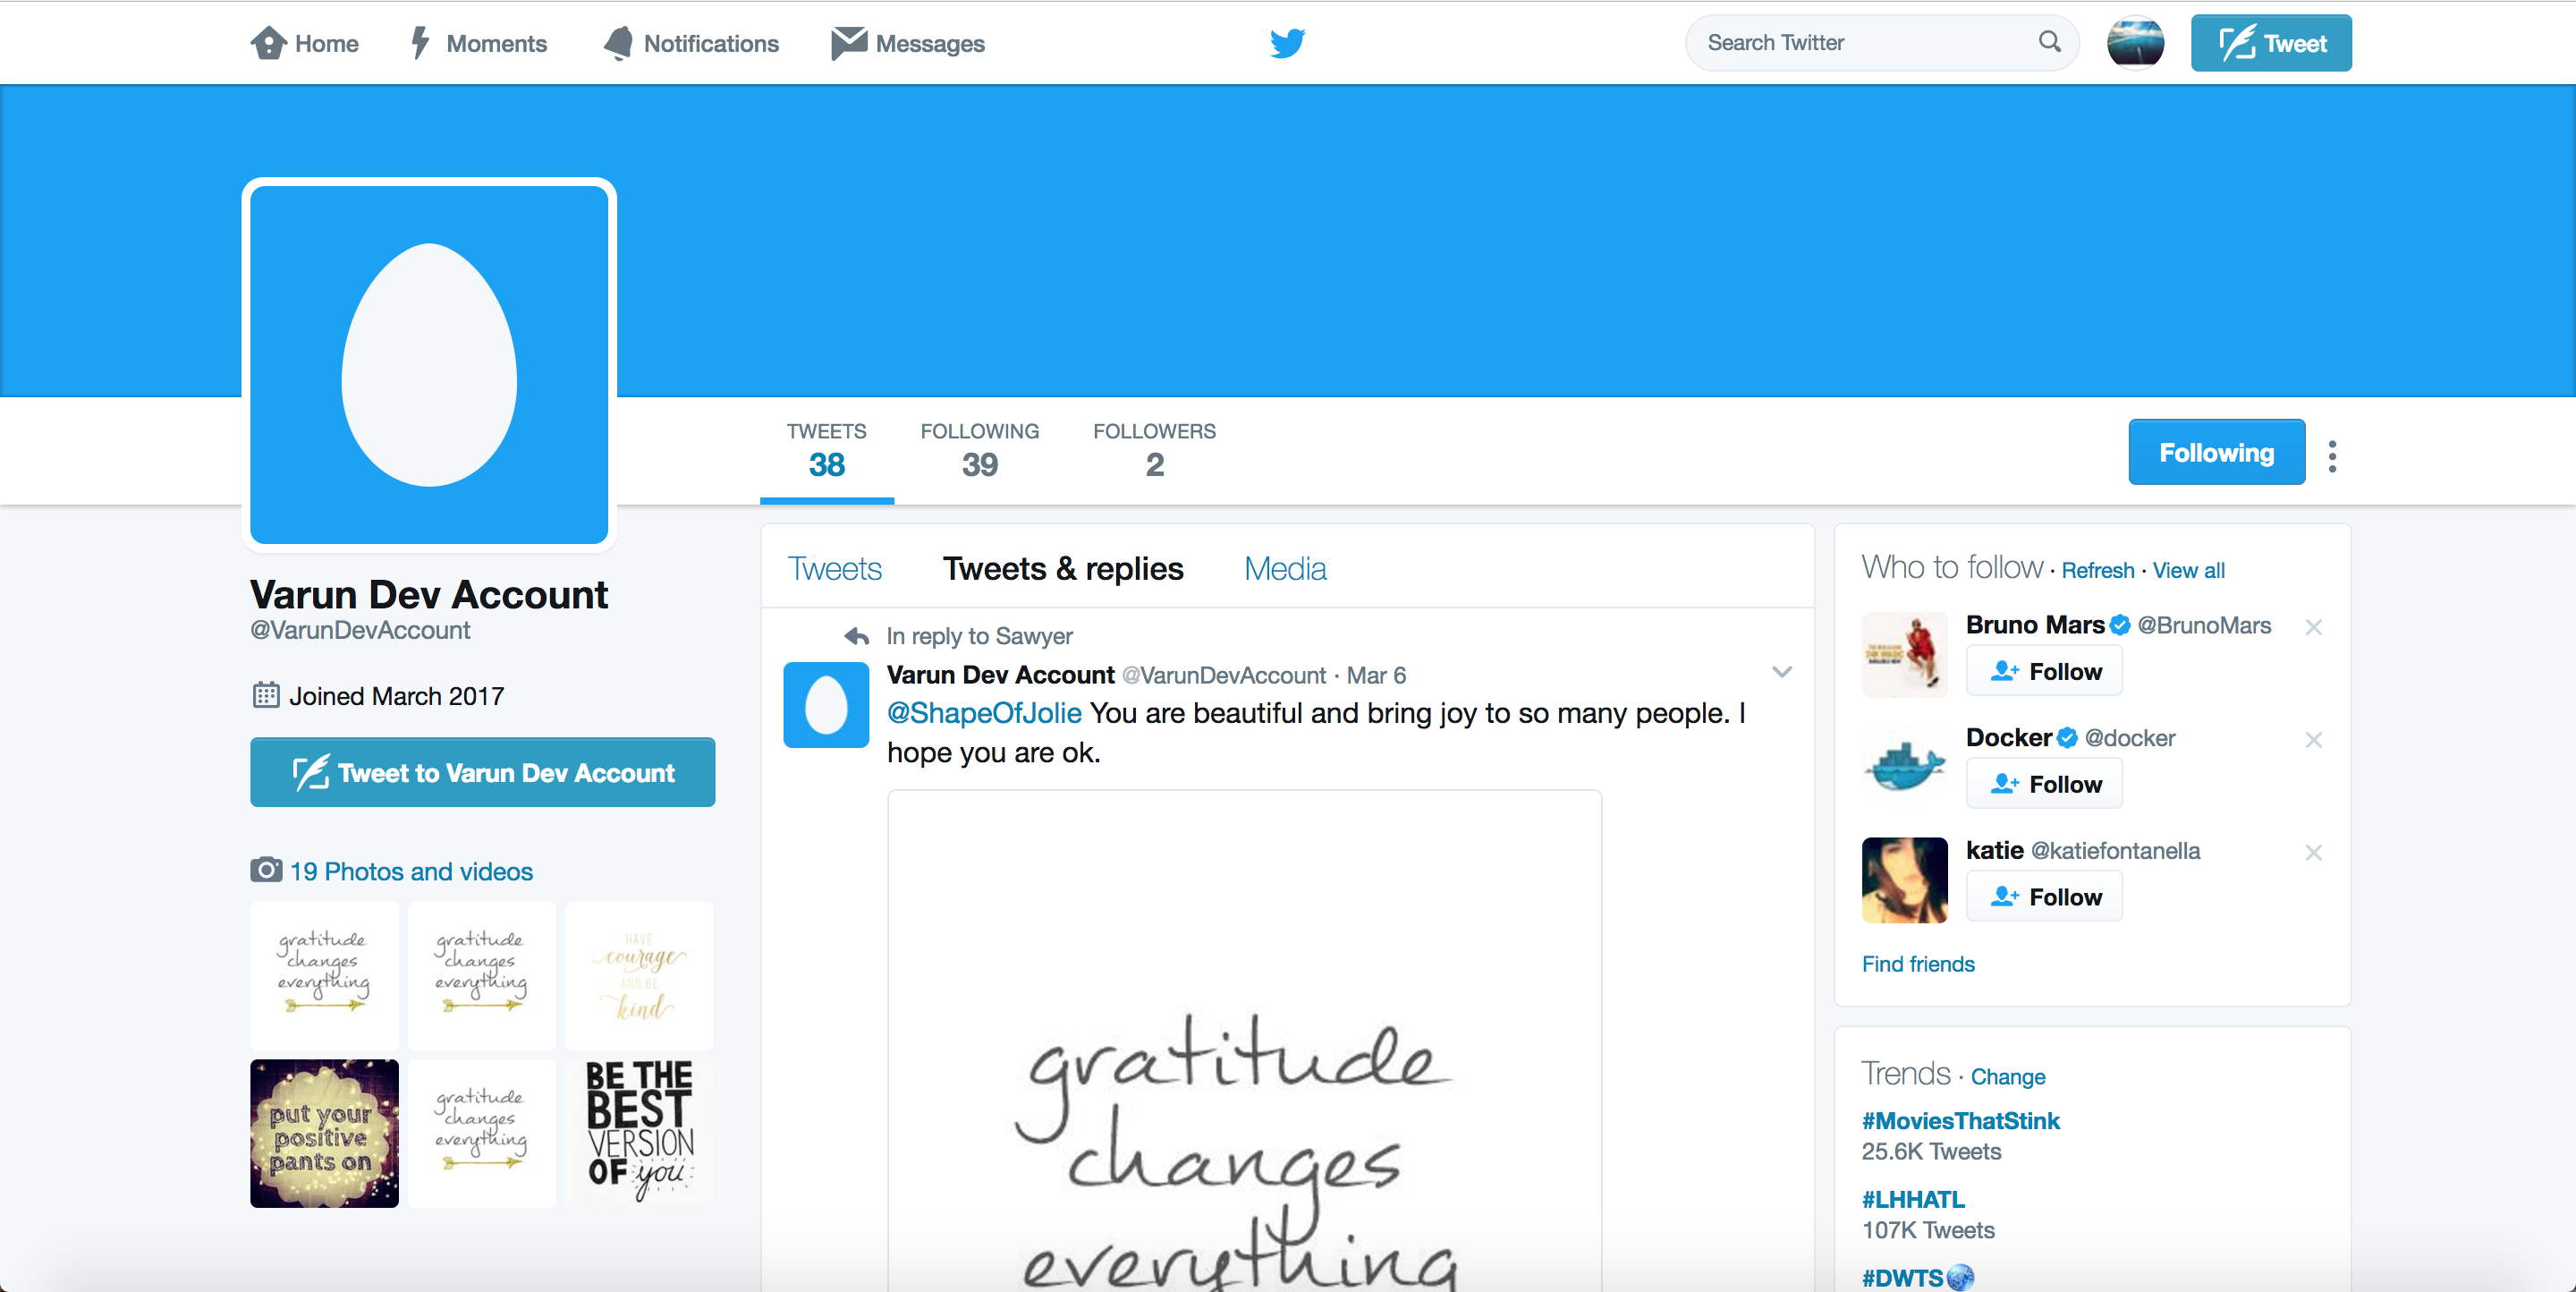 Home
Moments
Notifications
Messages
Search Twitter
Tweet
TWEETS
38
FOLLOWING
39
FOLLOWERS
2
Following
Varun Dev Account
@VarunDevAccount
Joined March 2017
Tweet to Varun Dev Account
19 Photos and videos
gratitude
changes
everything
gratitude
changes
everything
HAVE
courage
AND BE
kind
put your
positive
pants on
gratitude
changes
everything
BE THE
BEST
VERSION
OF you
Tweets
Tweets & replies
Media
In reply to Sawyer
Varun Dev Account @VarunDevAccount · Mar 6
@ShapeOfJolie You are beautiful and bring joy to so many people. I
hope you are ok.
gratitude
changes
everything
Who to follow · Refresh · View all
Bruno Mars @BrunoMars
Follow
Docker @docker
Follow
katie @katiefontanella
Follow
Find friends
Trends · Change
#MoviesThatStink
25.6K Tweets
#LHHATL
107K Tweets
#DWTS